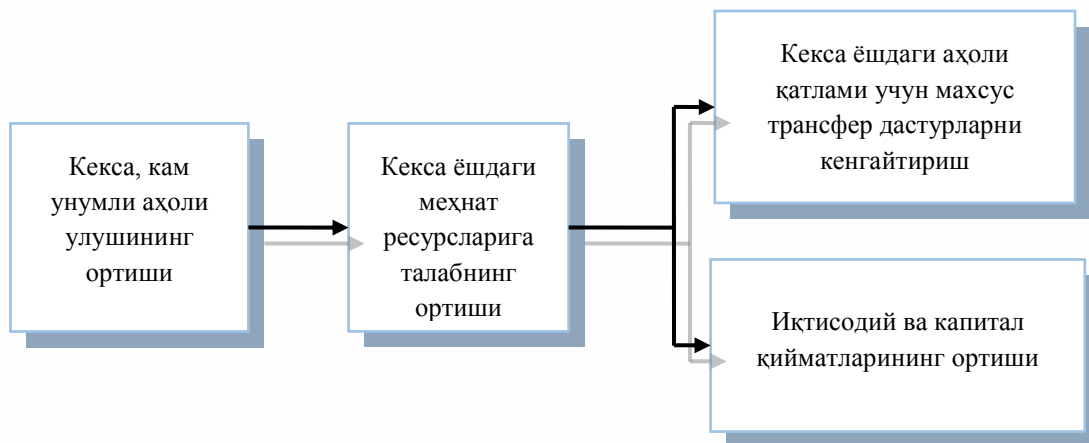 Кекса, кам
унумли аҳоли
улушининг
ортиши
Кекса ёшдаги
меҳнат
ресурсларига
талабнинг
ортиши
Кекса ёшдаги аҳоли
қатлами учун махсус
трансфер дастурларни
кенгайтириш
Иқтисодий ва капитал
қийматларининг ортиши